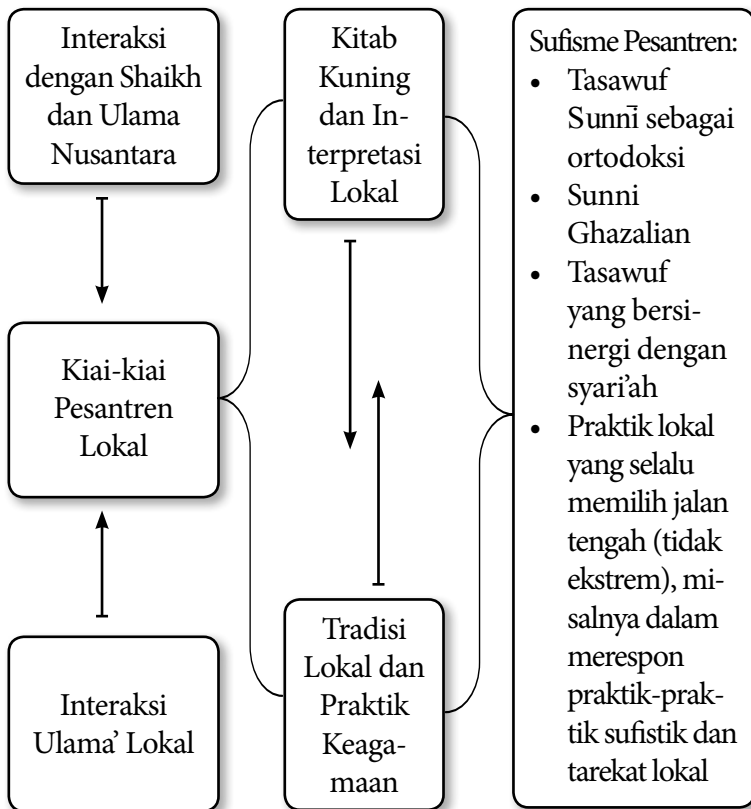 Interaksi
dengan Shaikh
dan Ulama
Nusantara
Kiai-kiai
Pesantren
Lokal
Interaksi
Ulama’ Lokal
Kitab
Kuning
dan In-
terpretasi
Lokal
Tradisi
Lokal dan
Praktik
Keaga-
maan
Sufisme Pesantren:
• Tasawuf
Sunnī sebagai
ortodoksi
• Sunni
Ghazalian
• Tasawuf
yang bersi-
nergi dengan
syari’ah
• Praktik lokal
yang selalu
memilih jalan
tengah (tidak
ekstrem), mi-
salnya dalam
merespon
praktik-prak-
tik sufistik dan
tarekat lokal